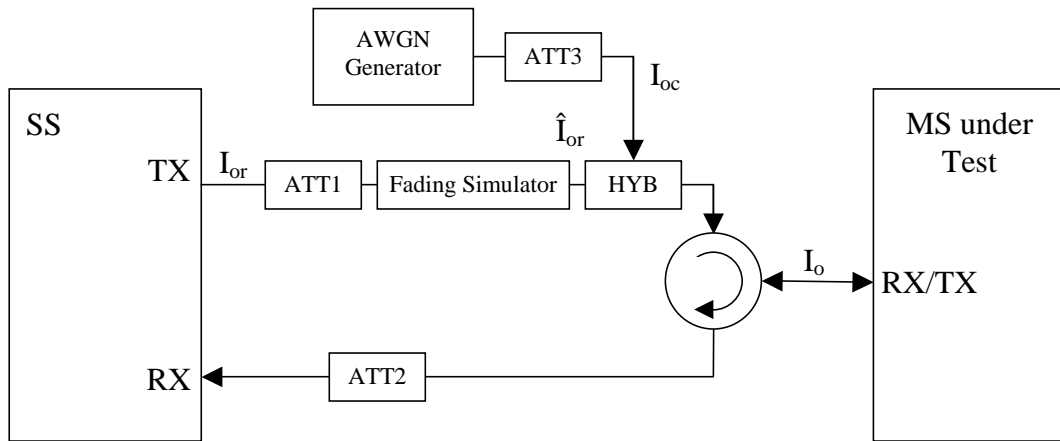 AWGN
Generator
ATT3
I_oc
SS
MS under
Test
Î_or
TX
I_or
ATT1
Fading Simulator
HYB
I_o
RX/TX
RX
ATT2